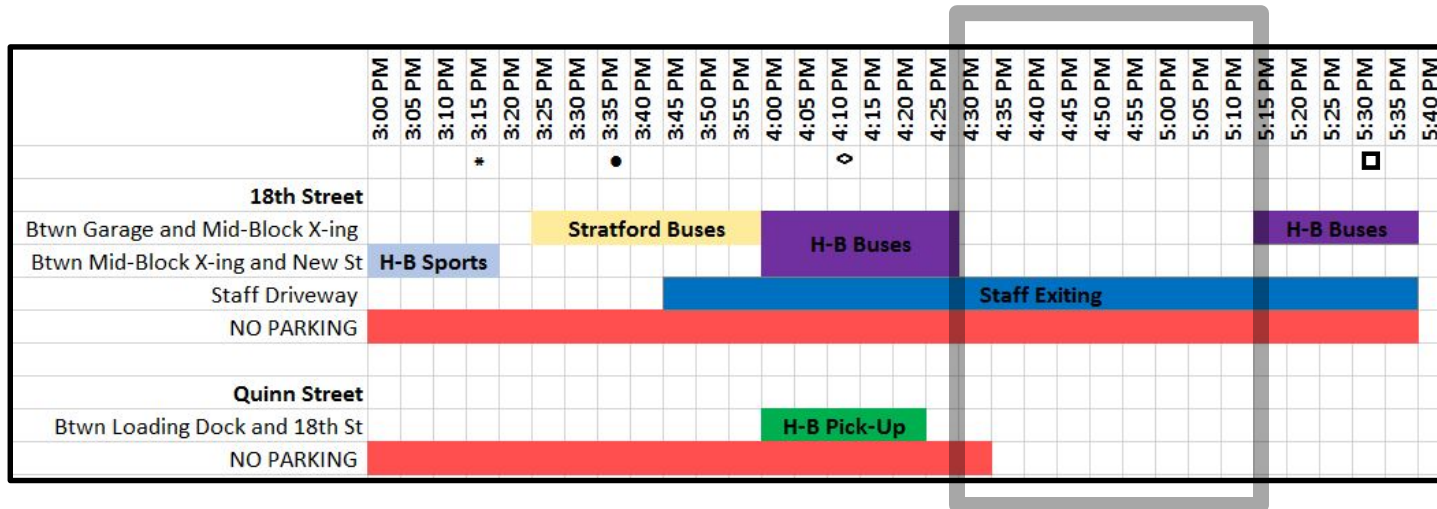 3:00 PM 3:05 PM 3:10 PM 3:15 PM 3:20 PM 3:25 PM 3:30 PM 3:35 PM 3:40 PM 3:45 PM 3:50 PM 3:55 PM 4:00 PM 4:05 PM 4:10 PM 4:15 PM 4:20 PM 4:25 PM 4:30 PM 4:35 PM 4:40 PM 4:45 PM 4:50 PM 4:55 PM 5:00 PM 5:05 PM 5:10 PM 5:15 PM 5:20 PM 5:25 PM 5:30 PM 5:35 PM 5:40 PM
* ● ◇ □
18th Street
Btwn Garage and Mid-Block X-ing Stratford Buses H-B Buses H-B Buses
Btwn Mid-Block X-ing and New St H-B Sports
Staff Driveway Staff Exiting
NO PARKING
Quinn Street
Btwn Loading Dock and 18th St H-B Pick-Up
NO PARKING